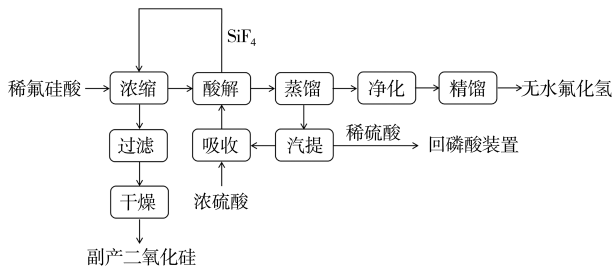 SiF₄
稀氟硅酸
浓缩
酸解
蒸馏
净化
精馏
无水氟化氢
过滤
吸收
汽提
稀硫酸
回磷酸装置
干燥
浓硫酸
副产二氧化硅